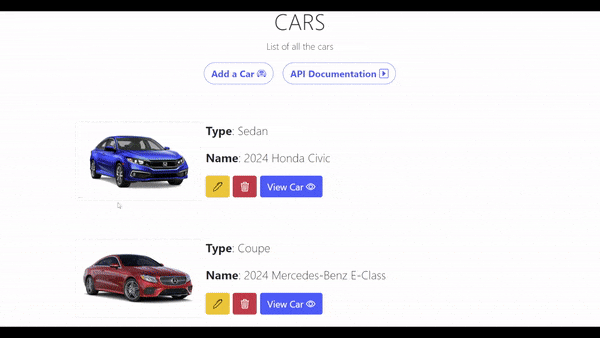 CARS
List of all the cars
Add a Car
API Documentation
Type: Sedan
Name: 2024 Honda Civic
View Car
Type: Coupe
Name: 2024 Mercedes-Benz E-Class
View Car